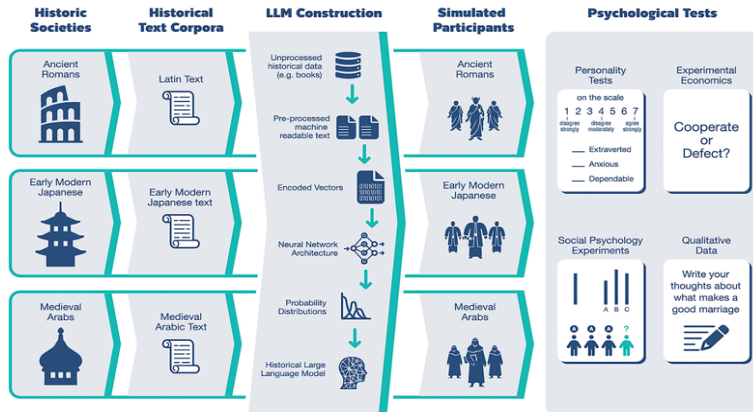 Historic
Societies
Historical
Text Corpora
LLM Construction
Simulated
Participants
Psychological Tests
Ancient
Romans
Latin Text
Early Modern
Japanese
Early Modern
Japanese text
Medieval
Arabs
Medieval
Arabic Text
Unprocessed
historical data
(e.g. books)
Pre-processed
machine
readable text
Encoded Vectors
01010101
01010101
01010101
Neural Network
Architecture
Probability
Distributions
Historical Large
Language Model
Ancient
Romans
Early Modern
Japanese
Medieval
Arabs
Personality
Tests
on the scale
1 2 3 4 5 6 7
disagree
strongly
disagree
moderately
agree
strongly
Extraverted
Anxious
Dependable
Experimental
Economics
Cooperate
or
Defect?
Social Psychology
Experiments
A B C
A A A ?
Qualitative
Data
Write your
thoughts about
what makes a
good marriage